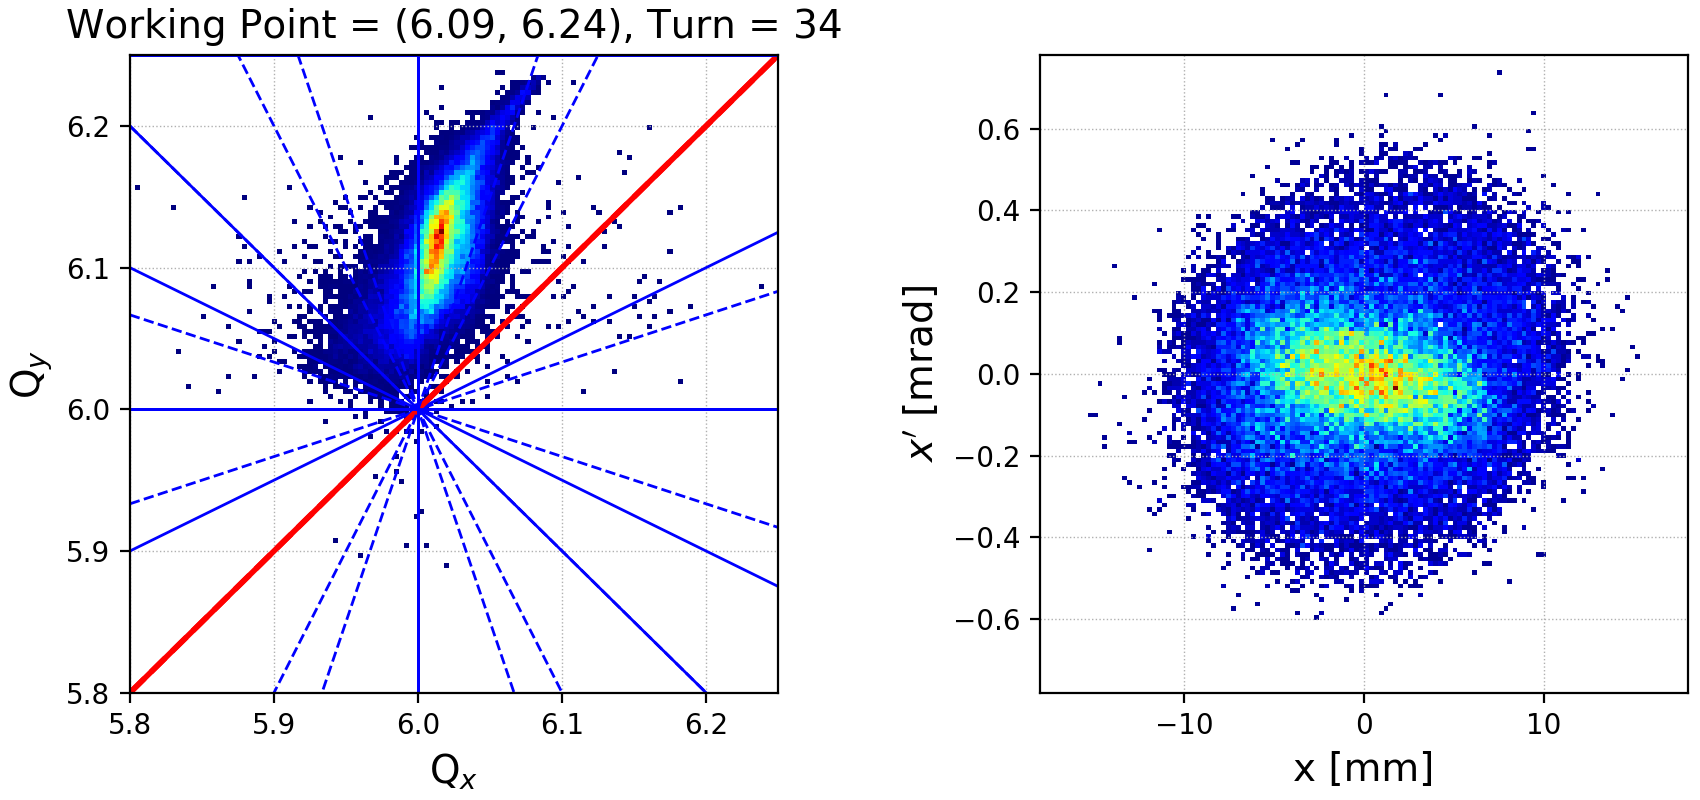 Working Point = (6.09, 6.24), Turn = 34
6.2
6.1
6.0
5.9
5.8
Qy
5.8 5.9 6.0 6.1 6.2
Qx
0.6
0.4
0.2
0.0
−0.2
−0.4
−0.6
x′ [mrad]
−10 0 10
x [mm]